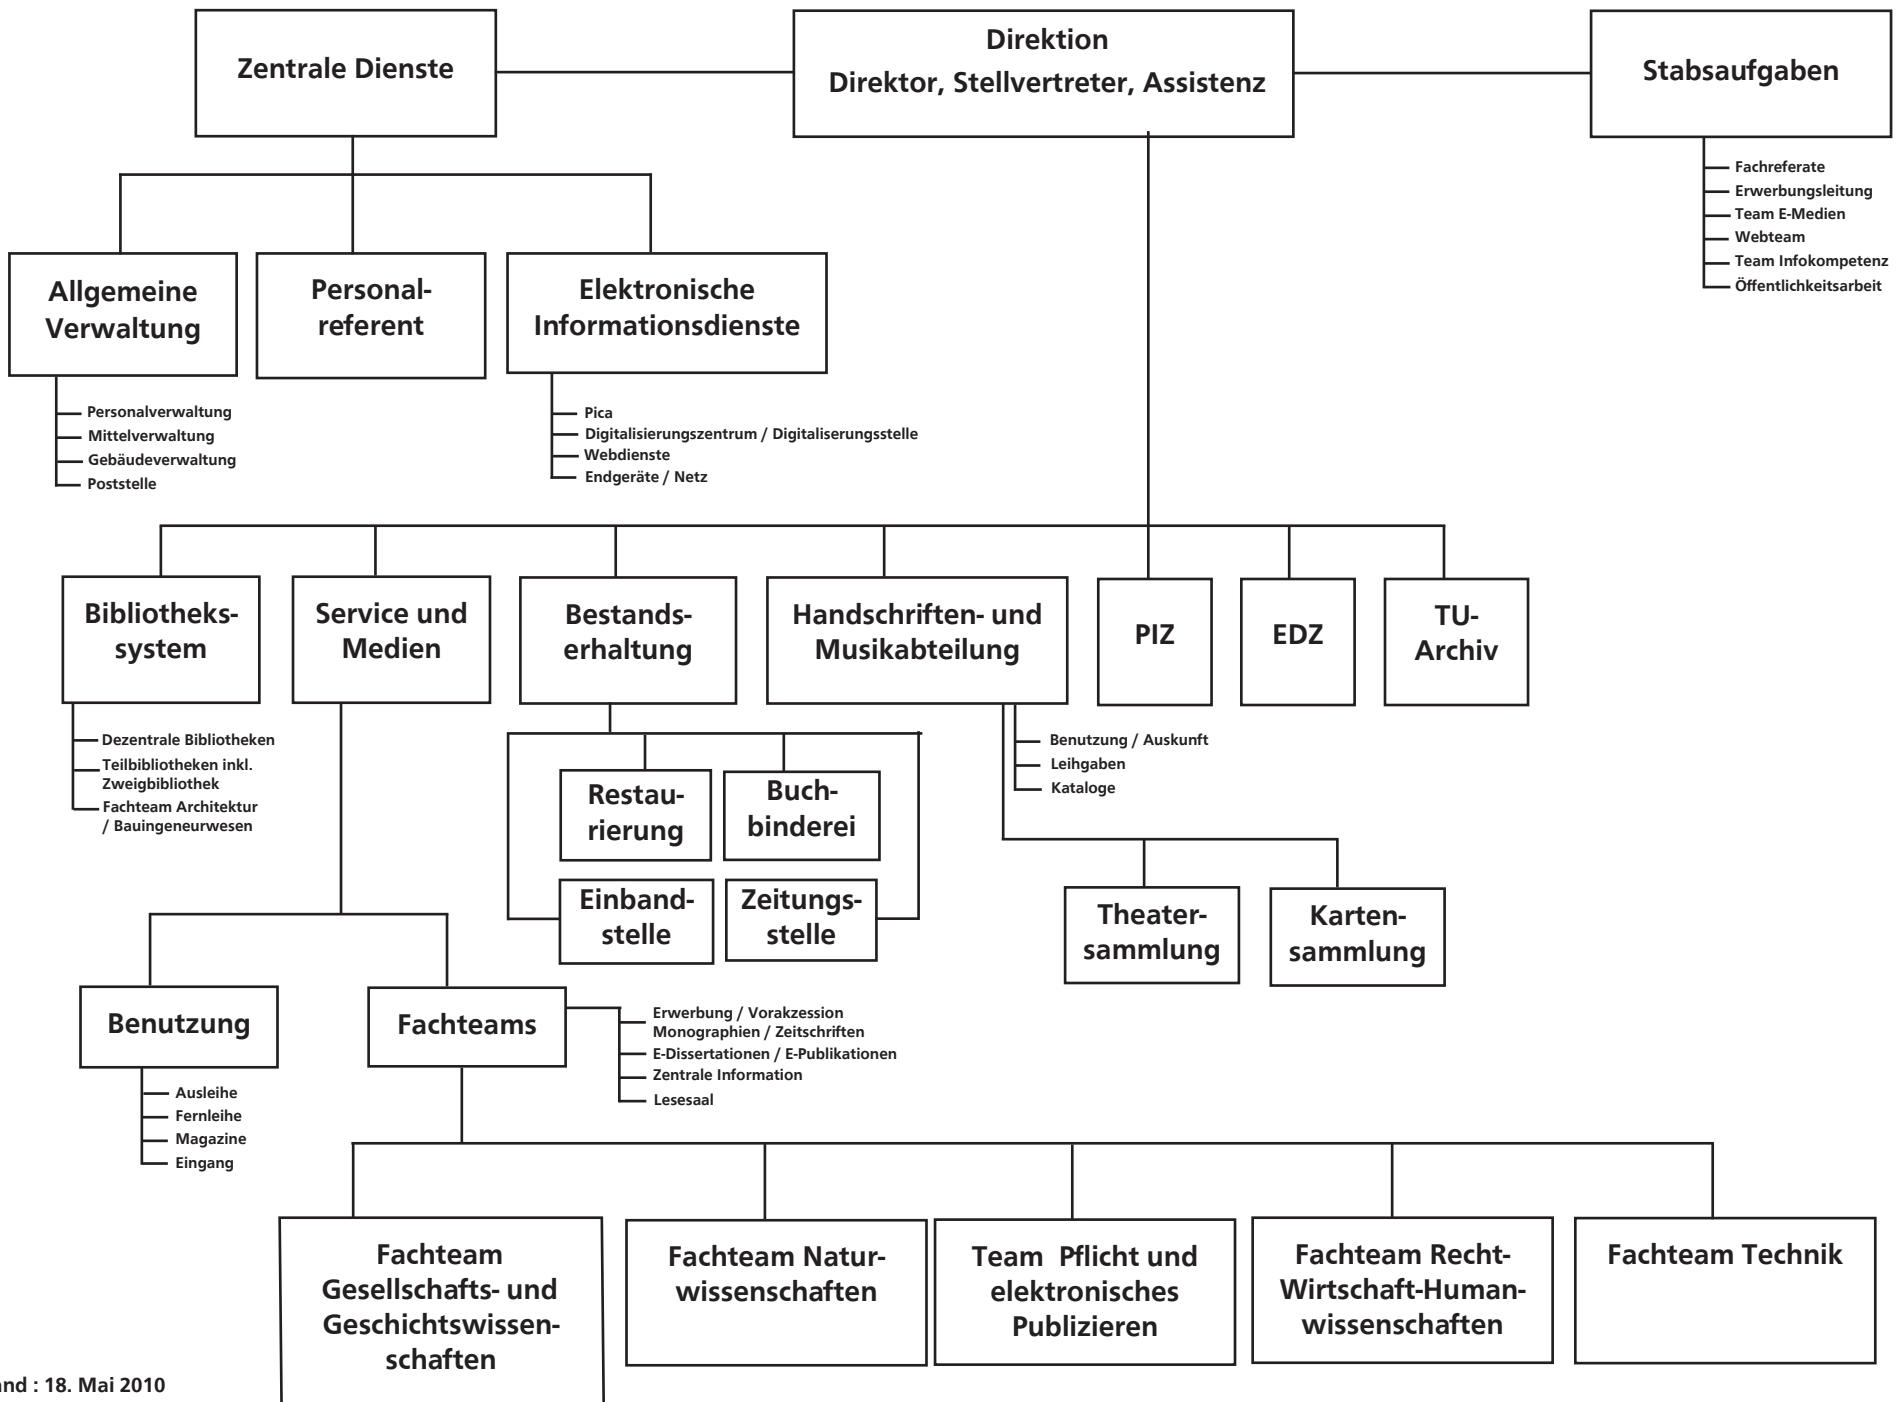 Zentrale Dienste
Direktion
Direktor, Stellvertreter, Assistenz
Stabsaufgaben
Fachreferate
Erwerbungsleitung
Team E-Medien
Webteam
Team Infokompetenz
Öffentlichkeitsarbeit
Allgemeine
Verwaltung
Personal-
referent
Elektronische
Informationsdienste
Personalverwaltung
Mittelverwaltung
Gebäudeverwaltung
Poststelle
Pica
Digitalisierungszentrum / Digitaliserungsstelle
Webdienste
Endgeräte / Netz
Bibliotheks-
system
Service und
Medien
Bestands-
erhaltung
Handschriften- und
Musikabteilung
PIZ
EDZ
TU-
Archiv
Dezentrale Bibliotheken
Teilbibliotheken inkl.
Zweigbibliothek
Fachteam Architektur
/ Bauingeneurwesen
Restau-
rierung
Buch-
binderei
Einband-
stelle
Zeitungs-
stelle
Benutzung / Auskunft
Leihgaben
Kataloge
Theater-
sammlung
Karten-
sammlung
Benutzung
Fachteams
Erwerbung / Vorakzession
Monographien / Zeitschriften
E-Dissertationen / E-Publikationen
Zentrale Information
Lesesaal
Ausleihe
Fernleihe
Magazine
Eingang
Fachteam
Gesellschafts- und
Geschichtswissen-
schaften
Fachteam Natur-
wissenschaften
Team Pflicht und
elektronisches
Publizieren
Fachteam Recht-
Wirtschaft-Human-
wissenschaften
Fachteam Technik
: 18. Mai 2010